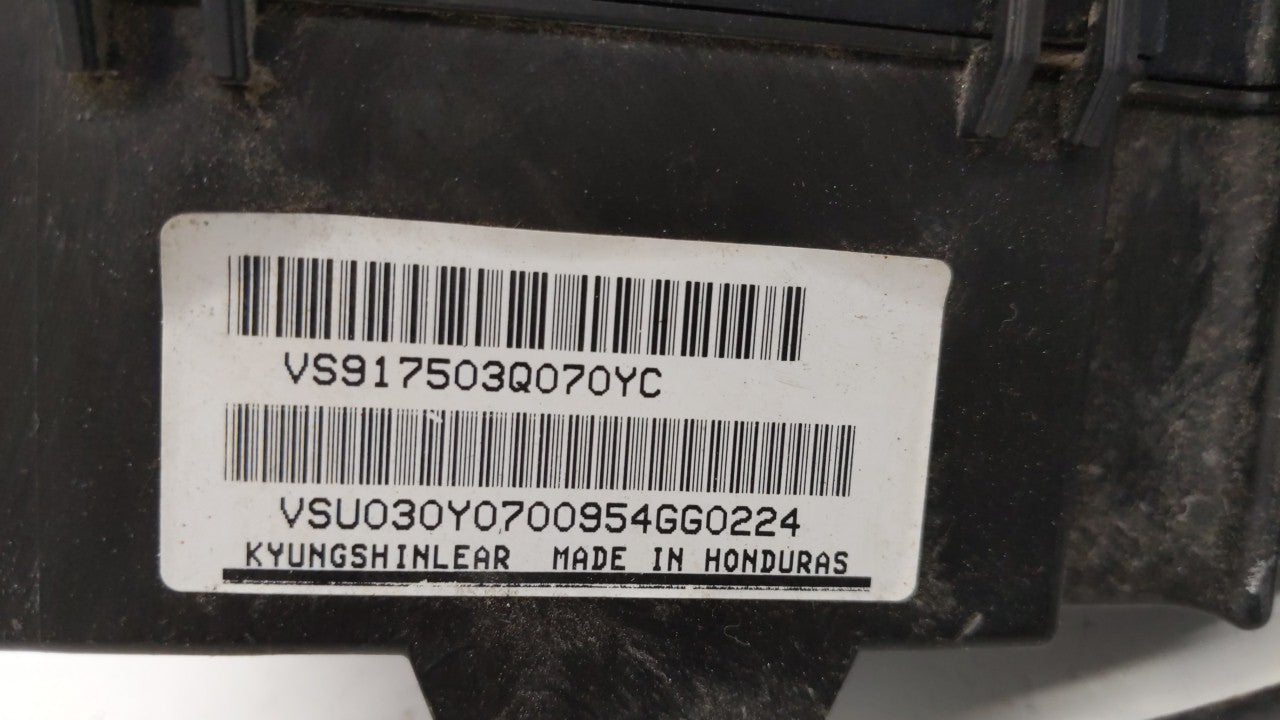 VS917503Q070YC
VSU030Y0700954GG0224
KYUNGSHINLEAR MADE IN HONDURAS